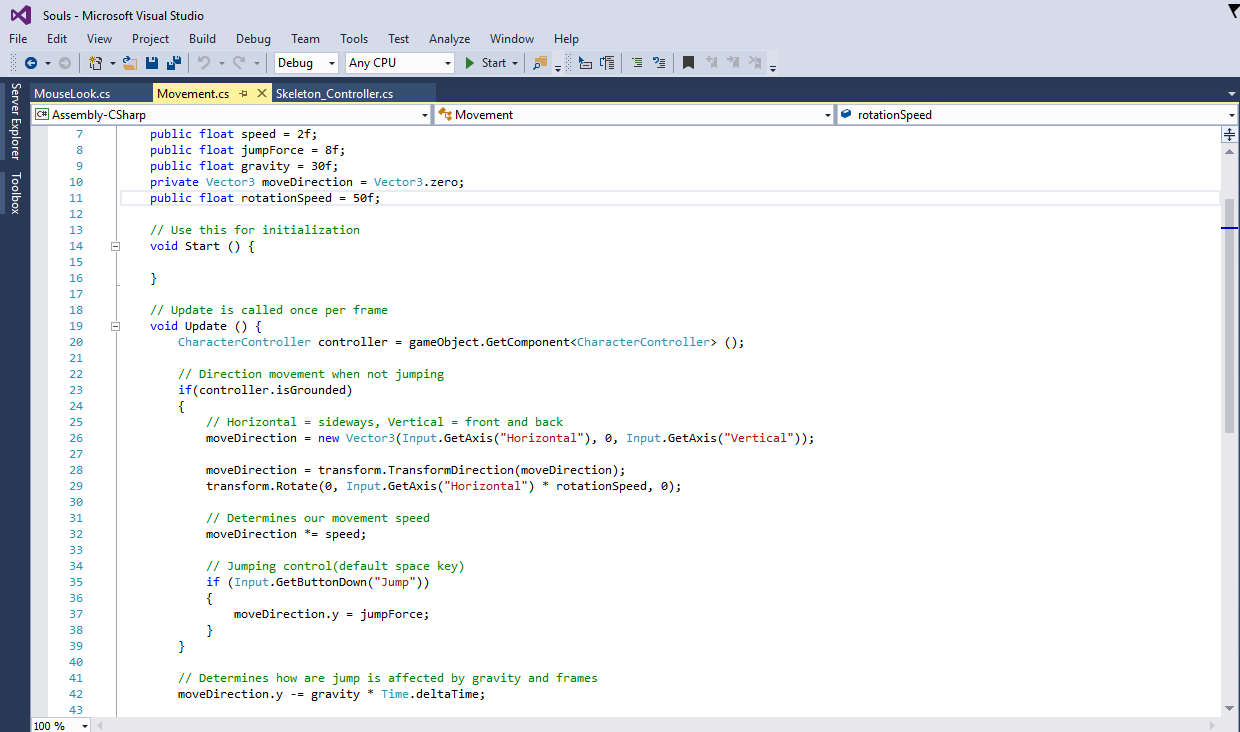 Souls - Microsoft Visual Studio
File Edit View Project Build Debug Team Tools Test Analyze Window Help
Debug Any CPU Start
Server Explorer
Toolbox
MouseLook.cs Movement.cs Skeleton_Controller.cs
C# Assembly-CSharp Movement rotationSpeed
7 public float speed = 2f;
8 public float jumpForce = 8f;
9 public float gravity = 30f;
10 private Vector3 moveDirection = Vector3.zero;
11 public float rotationSpeed = 50f;
12
13 // Use this for initialization
14 void Start () {
15
16 }
17
18 // Update is called once per frame
19 void Update () {
20 CharacterController controller = gameObject.GetComponent<CharacterController> ();
21
22 // Direction movement when not jumping
23 if(controller.isGrounded)
24 {
25 // Horizontal = sideways, Vertical = front and back
26 moveDirection = new Vector3(Input.GetAxis("Horizontal"), 0, Input.GetAxis("Vertical"));
27
28 moveDirection = transform.TransformDirection(moveDirection);
29 transform.Rotate(0, Input.GetAxis("Horizontal") * rotationSpeed, 0);
30
31 // Determines our movement speed
32 moveDirection *= speed;
33
34 // Jumping control(default space key)
35 if (Input.GetButtonDown("Jump"))
36 {
37 moveDirection.y = jumpForce;
38 }
39 }
40
41 // Determines how are jump is affected by gravity and frames
42 moveDirection.y -= gravity * Time.deltaTime;
43
100 %